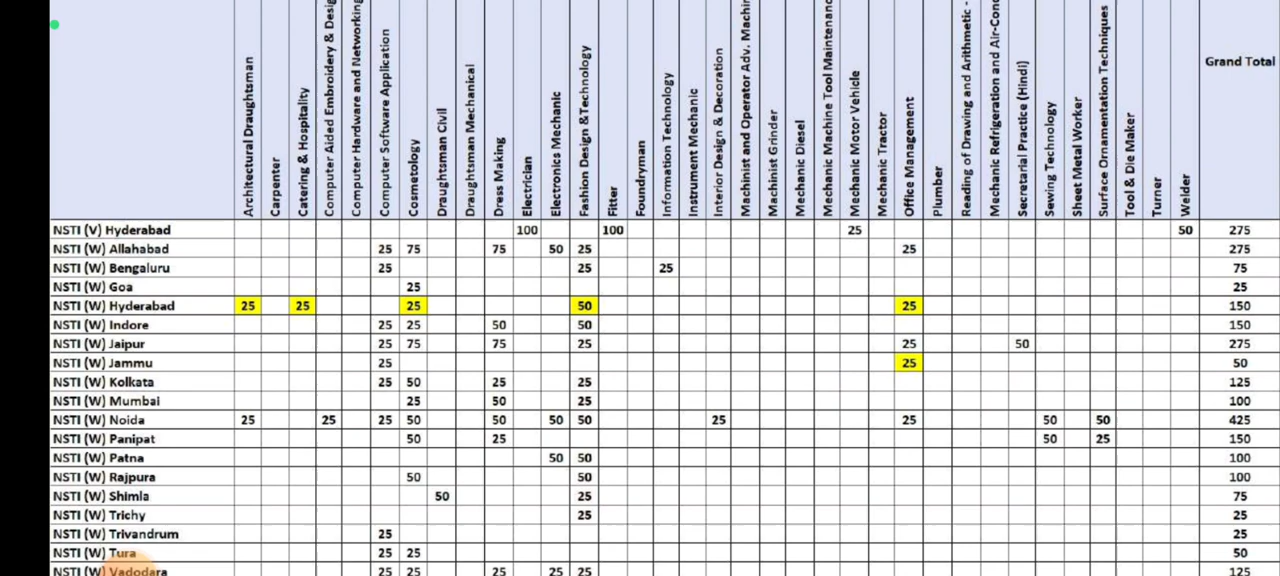 Architectural Draughtsman
Carpenter
Catering & Hospitality
Computer Aided Embroidery & Desig
Computer Hardware and Networking
Computer Software Application
Cosmetology
Draughtsman Civil
Draughtsman Mechanical
Dress Making
Electrician
Electronics Mechanic
Fashion Design &Technology
Fitter
Foundryman
Information Technology
Instrument Mechanic
Interior Design & Decoration
Machinist and Operator Adv. Machin
Machinist Grinder
Mechanic Diesel
Mechanic Machine Tool Maintenanc
Mechanic Motor Vehicle
Mechanic Tractor
Office Management
Plumber
Reading of Drawing and Arithmetic -
Mechanic Refrigeration and Air-Cond
Secretarial Practice (Hindi)
Sewing Technology
Sheet Metal Worker
Surface Ornamentation Techniques
Tool & Die Maker
Turner
Welder
Grand Total
NSTI (V) Hyderabad 100 100 25 50 275
NSTI (W) Allahabad 25 75 75 50 25 25 275
NSTI (W) Bengaluru 25 25 25 75
NSTI (W) Goa 25 25
NSTI (W) Hyderabad 25 25 25 50 25 150
NSTI (W) Indore 25 25 50 50 150
NSTI (W) Jaipur 25 75 75 25 25 50 275
NSTI (W) Jammu 25 25 50
NSTI (W) Kolkata 25 50 25 25 125
NSTI (W) Mumbai 25 50 25 100
NSTI (W) Noida 25 25 25 50 50 50 50 25 25 50 50 425
NSTI (W) Panipat 50 25 50 25 150
NSTI (W) Patna 50 50 100
NSTI (W) Rajpura 50 50 100
NSTI (W) Shimla 50 25 75
NSTI (W) Trichy 25 25
NSTI (W) Trivandrum 25 25
NSTI (W) Tura 25 25 50
NSTI (W) Vadodara 25 25 25 25 25 125